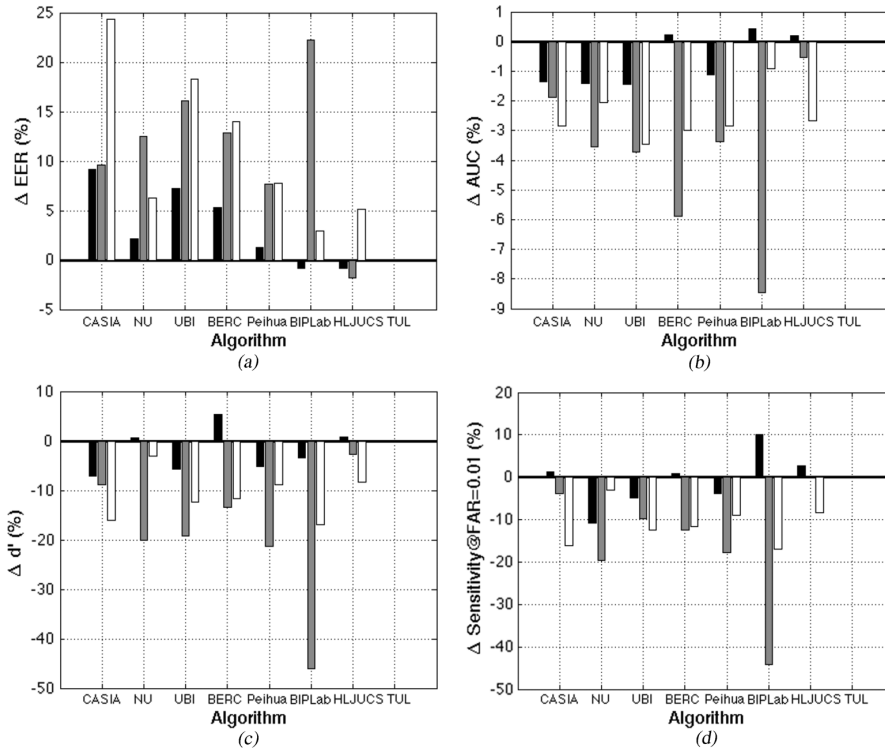 25
20
15
10
5
0
-5
Δ EER (%)
CASIA NU UBI BERC Peihua BIPLab HLJUCS TUL
Algorithm
(a)
1
0
-1
-2
-3
-4
-5
-6
-7
-8
-9
Δ AUC (%)
CASIA NU UBI BERC Peihua BIPLab HLJUCS TUL
Algorithm
(b)
10
0
-10
-20
-30
-40
-50
Δ d' (%)
CASIA NU UBI BERC Peihua BIPLab HLJUCS TUL
Algorithm
(c)
20
10
0
-10
-20
-30
-40
-50
Δ Sensitivity@FAR=0.01 (%)
CASIA NU UBI BERC Peihua BIPLab HLJUCS TUL
Algorithm
(d)